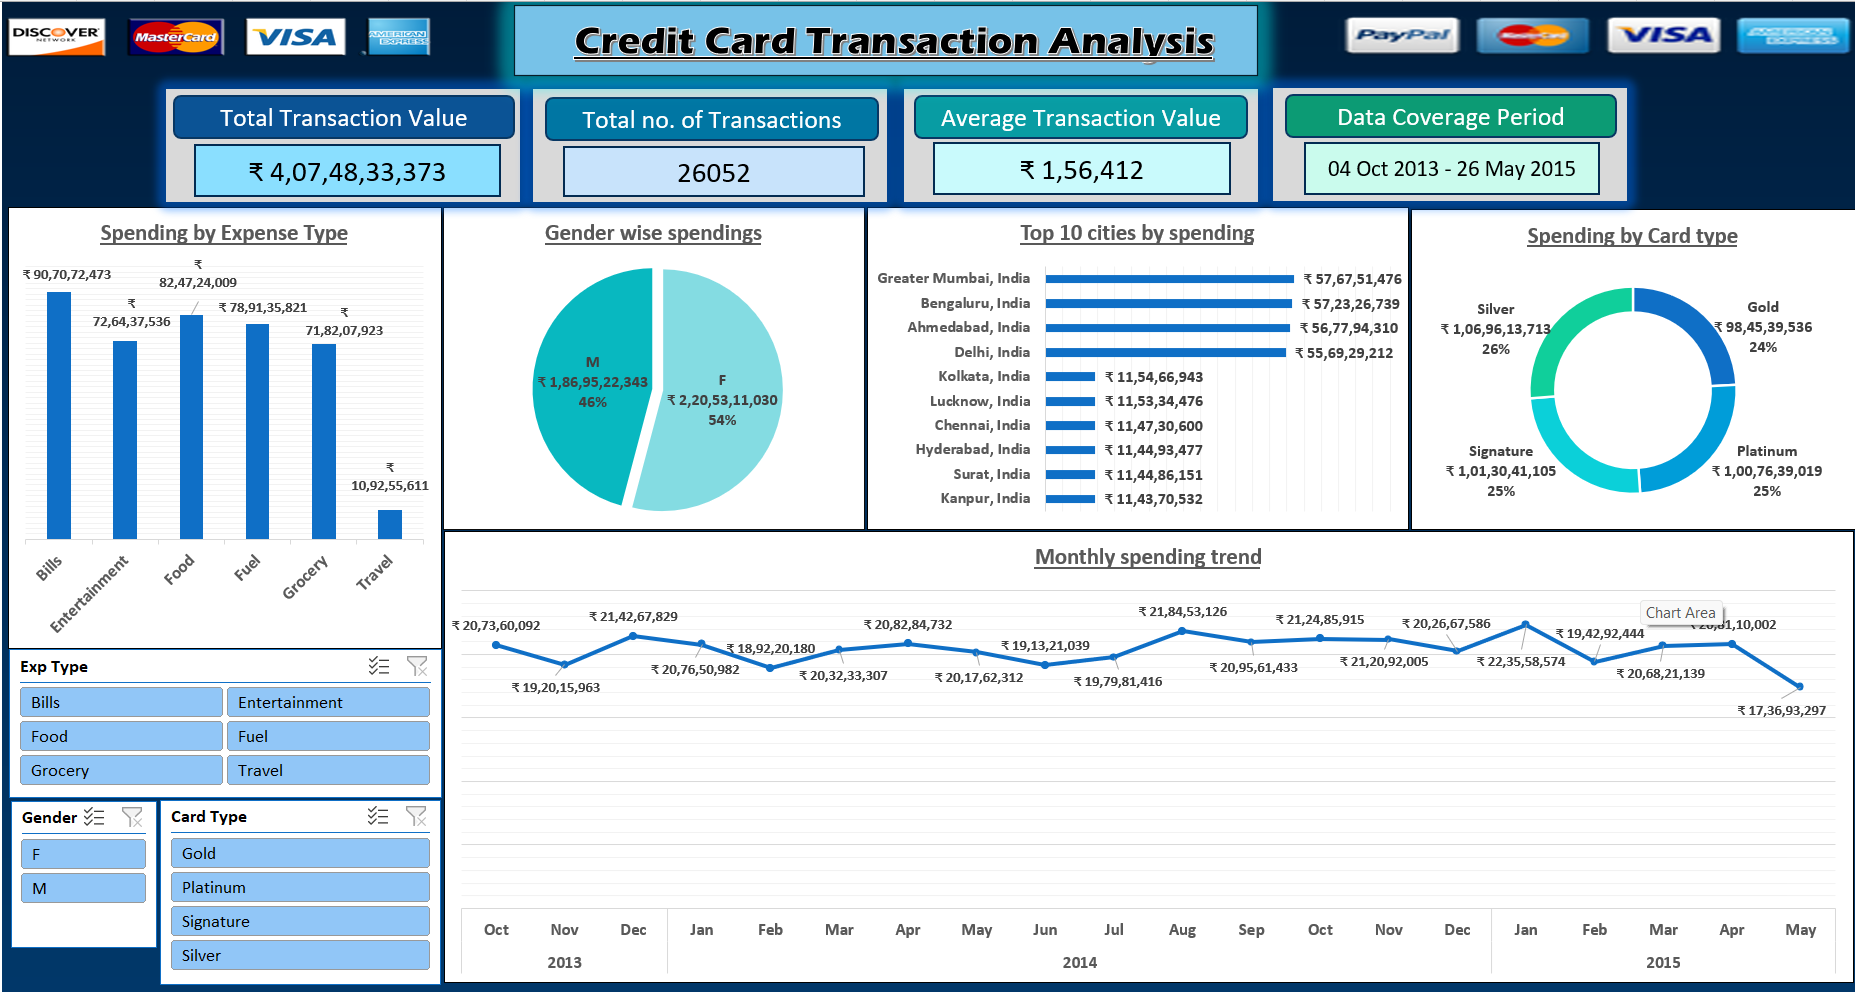 DISCOVER
NETWORK
MasterCard
VISA
AMERICAN
EXPRESS
Credit Card Transaction Analysis
PayPal
MasterCard
VISA
AMERICAN
EXPRESS
Total Transaction Value
₹ 4,07,48,33,373
Total no. of Transactions
26052
Average Transaction Value
₹ 1,56,412
Data Coverage Period
04 Oct 2013 - 26 May 2015
Spending by Expense Type
₹ 90,70,72,473
₹
72,64,37,536
₹
82,47,24,009
₹ 78,91,35,821
₹
71,82,07,923
₹
10,92,55,611
Bills
Entertainment
Food
Fuel
Grocery
Travel
Gender wise spendings
M
₹ 1,86,95,22,343
46%
F
₹ 2,20,53,11,030
54%
Top 10 cities by spending
Greater Mumbai, India ₹ 57,67,51,476
Bengaluru, India ₹ 57,23,26,739
Ahmedabad, India ₹ 56,77,94,310
Delhi, India ₹ 55,69,29,212
Kolkata, India ₹ 11,54,66,943
Lucknow, India ₹ 11,53,34,476
Chennai, India ₹ 11,47,30,600
Hyderabad, India ₹ 11,44,93,477
Surat, India ₹ 11,44,86,151
Kanpur, India ₹ 11,43,70,532
Spending by Card type
Silver
₹ 1,06,96,13,713
26%
Gold
₹ 98,45,39,536
24%
Signature
₹ 1,01,30,41,105
25%
Platinum
₹ 1,00,76,39,019
25%
Exp Type
Bills
Entertainment
Food
Fuel
Grocery
Travel
Gender
F
M
Card Type
Gold
Platinum
Signature
Silver
Monthly spending trend
₹ 20,73,60,092
₹ 19,20,15,963
₹ 21,42,67,829
₹ 20,76,50,982
₹ 18,92,20,180
₹ 20,32,33,307
₹ 20,82,84,732
₹ 20,17,62,312
₹ 19,13,21,039
₹ 19,79,81,416
₹ 21,84,53,126
₹ 20,95,61,433
₹ 21,24,85,915
₹ 21,20,92,005
₹ 20,26,67,586
₹ 22,35,58,574
₹ 19,42,92,444
₹ 20,68,21,139
Chart Area
₹ 17,36,93,297
Oct Nov Dec Jan Feb Mar Apr May Jun Jul Aug Sep Oct Nov Dec Jan Feb Mar Apr May
2013 2014 2015